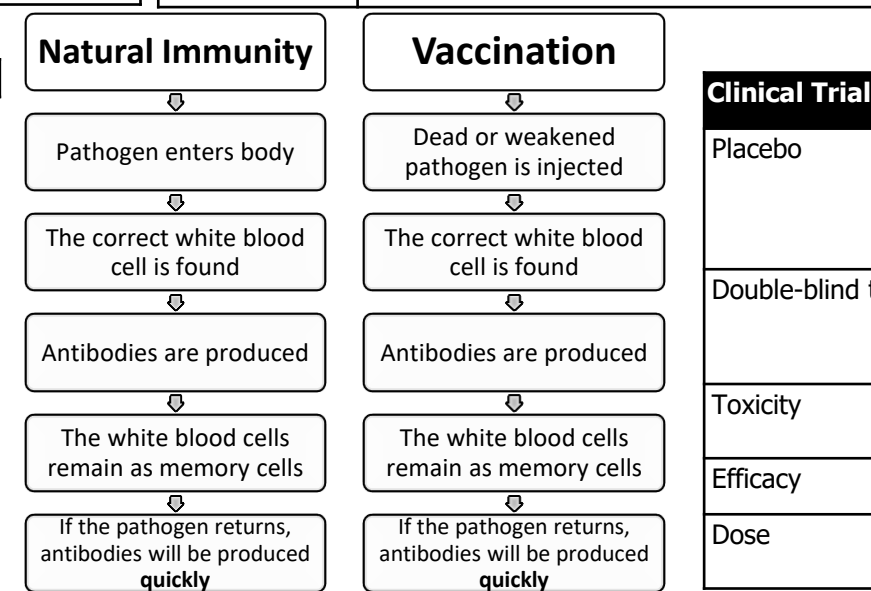 Natural Immunity
Pathogen enters body
The correct white blood
cell is found
Antibodies are produced
The white blood cells
remain as memory cells
If the pathogen returns,
antibodies will be produced
quickly
Vaccination
Dead or weakened
pathogen is injected
The correct white blood
cell is found
Antibodies are produced
The white blood cells
remain as memory cells
If the pathogen returns,
antibodies will be produced
quickly
Clinical Trial
Placebo
Double-blind
Toxicity
Efficacy
Dose